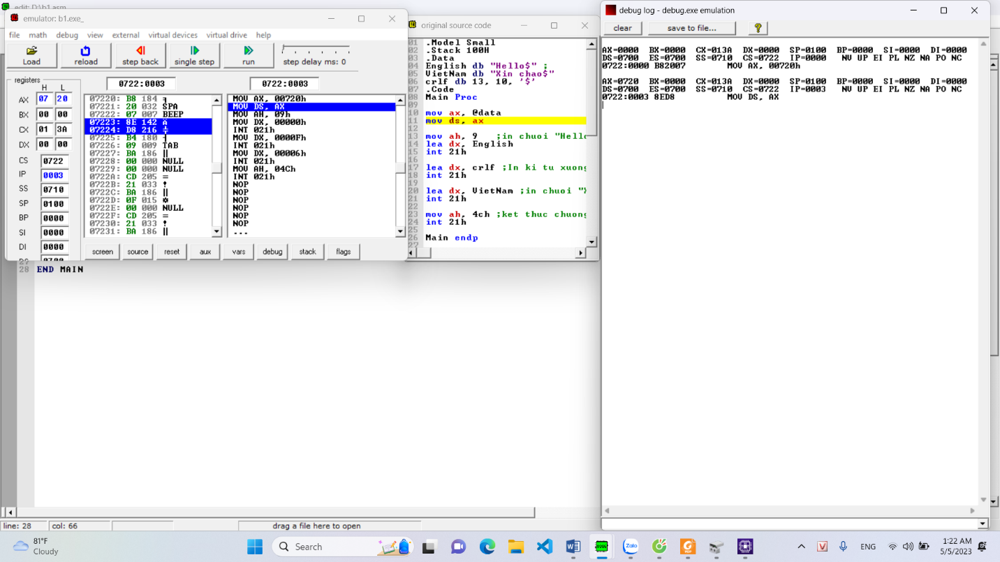 edit: D:\b1.asm
emulator: b1.exe_
file math debug view external virtual devices virtual drive help
Load reload step back single step run step delay ms: 0
registers
H L
0722:0003 0722:0003
AX 07 20
BX 00 00
CX 01 3A
DX 00 00
CS 0722
IP 0003
SS 0710
SP 0100
BP 0000
SI 0000
DI 0000
DS 0700
07220: B8 184 ╕
07221: 20 032 SPA
07222: 07 007 BEEP
07223: 8E 142 Ä
07224: D8 216 ╪
07225: B4 180 ┤
07226: 09 009 TAB
07227: BA 186 ║
07228: 00 000 NULL
07229: 00 000 NULL
0722A: CD 205 =
0722B: 21 033 !
0722C: BA 186 ║
0722D: 0F 015 ☼
0722E: 00 000 NULL
0722F: CD 205 =
07230: 21 033 !
07231: BA 186 ║
MOV AX, 00720h
MOV DS, AX
MOV AH, 09h
MOV DX, 00000h
INT 021h
MOV DX, 0000Fh
INT 021h
MOV DX, 00006h
INT 021h
MOV AH, 04Ch
INT 021h
NOP
NOP
NOP
NOP
NOP
NOP
...
screen source reset aux vars debug stack flags
original source code
01 .Model Small
02 .Stack 100H
03 .Data
04 English db "Hello$" ;
05 VietNam db "Xin chao$"
06 crlf db 13, 10, '$'
07 .Code
08 Main Proc
09
10 mov ax, @data
11 mov ds, ax
12
13 mov ah, 9 ;in chuoi "Hello
14 lea dx, English
15 int 21h
16
17 lea dx, crlf ;In ki tu xuong
18 int 21h
19
20 lea dx, VietNam ;in chuoi "X
21 int 21h
22
23 mov ah, 4ch ;ket thuc chuong
24 int 21h
25
26 Main endp
27
28 END MAIN
line: 28 col: 66 drag a file here to open
debug log - debug.exe emulation
clear save to file... ?
AX=0000 BX=0000 CX=013A DX=0000 SP=0100 BP=0000 SI=0000 DI=0000
DS=0700 ES=0700 SS=0710 CS=0722 IP=0000 NV UP EI PL NZ NA PO NC
0722:0000 B82007 MOV AX, 00720h
AX=0720 BX=0000 CX=013A DX=0000 SP=0100 BP=0000 SI=0000 DI=0000
DS=0700 ES=0700 SS=0710 CS=0722 IP=0003 NV UP EI PL NZ NA PO NC
0722:0003 8ED8 MOV DS, AX
81°F
Cloudy
Search
Zalo
PDF
V
ENG
1:22 AM
5/5/2023